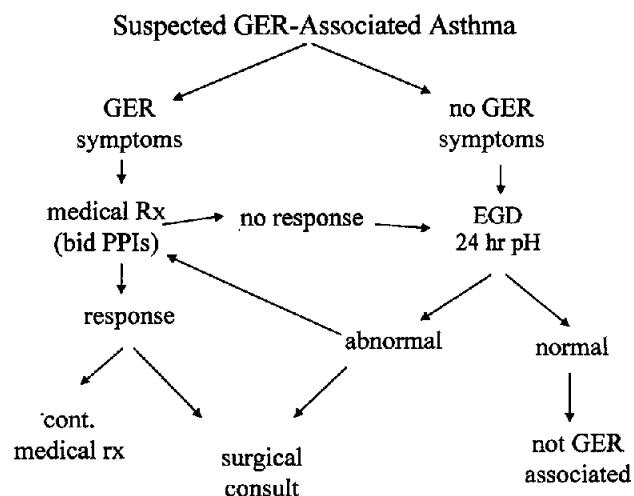 Suspected GER-Associated Asthma
GER
symptoms
no GER
symptoms
medical Rx
(bid PPIs)
no response
EGD
24 hr pH
response
abnormal
normal
cont.
medical rx
surgical
consult
not GER
associated